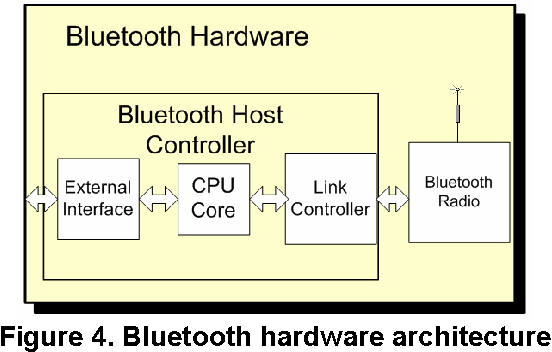 Bluetooth Hardware
Bluetooth Host
Controller
External
Interface
CPU
Core
Link
Controller
Bluetooth
Radio
Figure 4. Bluetooth hardware architecture